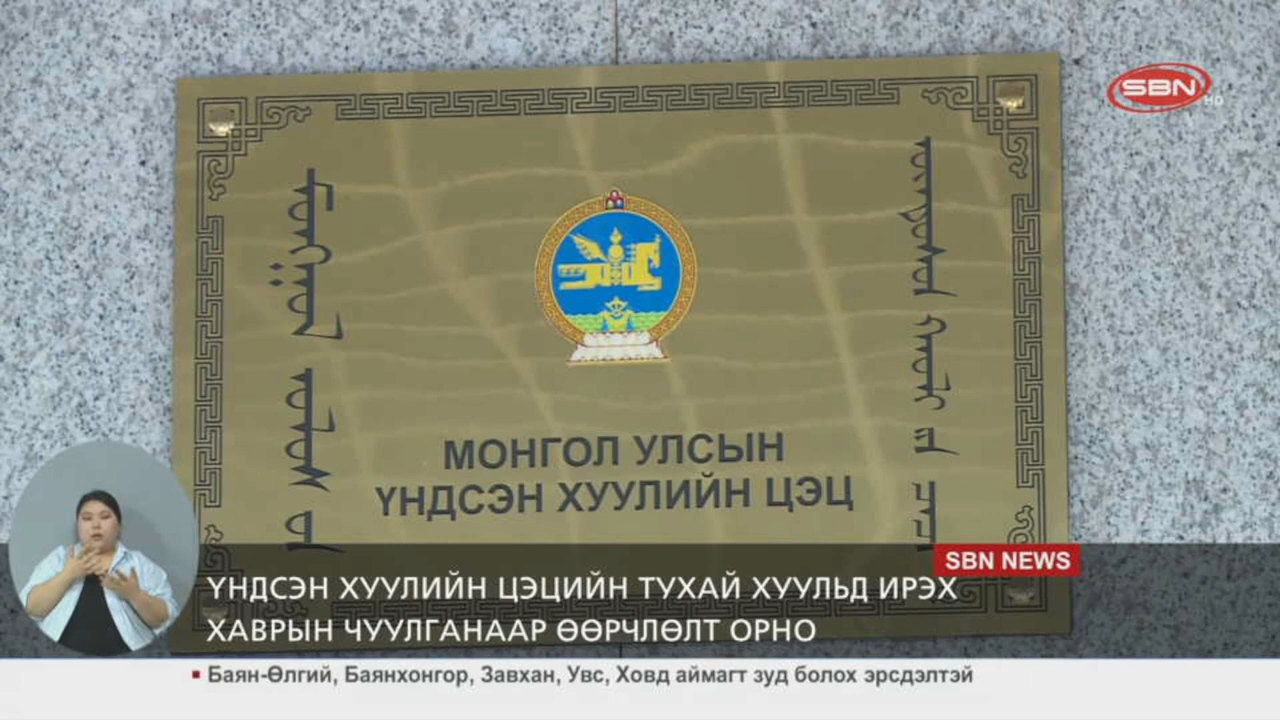 SBN HD
МОНГОЛ УЛСЫН
ҮНДСЭН ХУУЛИЙН ЦЭЦ
SBN NEWS
ҮНДСЭН ХУУЛИЙН ЦЭЦИЙН ТУХАЙ ХУУЛЬД ИРЭХ
ХАВРЫН ЧУУЛГАНААР ӨӨРЧЛӨЛТ ОРНО
Баян-Өлгий, Баянхонгор, Завхан, Увс, Ховд аймагт зуд болох эрсдэлтэй